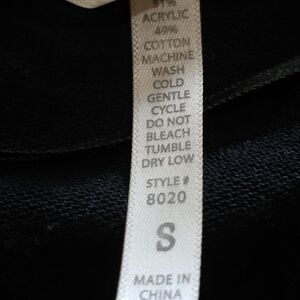 51%
ACRYLIC
49%
COTTON
MACHINE
WASH
COLD
GENTLE
CYCLE
DO NOT
BLEACH
TUMBLE
DRY LOW
STYLE #
8020
S
MADE IN
CHINA